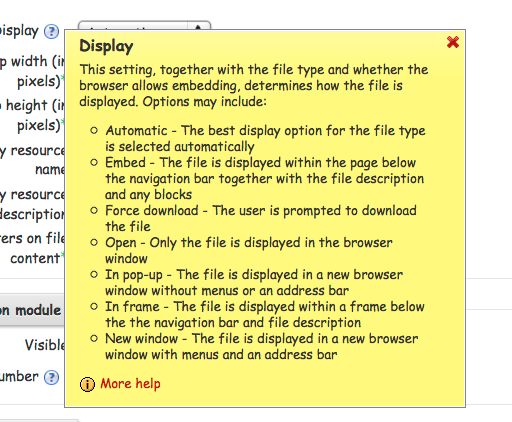 Display
Display
This setting, together with the file type and whether the
browser allows embedding, determines how the file is
displayed. Options may include:
Automatic - The best display option for the file type
is selected automatically
Embed - The file is displayed within the page below
the navigation bar together with the file description
and any blocks
Force download - The user is prompted to download
the file
Open - Only the file is displayed in the browser
window
In pop-up - The file is displayed in a new browser
window without menus or an address bar
In frame - The file is displayed within a frame below
the the navigation bar and file description
New window - The file is displayed in a new browser
window with menus and an address bar
More help
p width (in
pixels)*
height (in
pixels)*
y resource
name
y resource
description
ters on file
content*
on module
Visible
umber